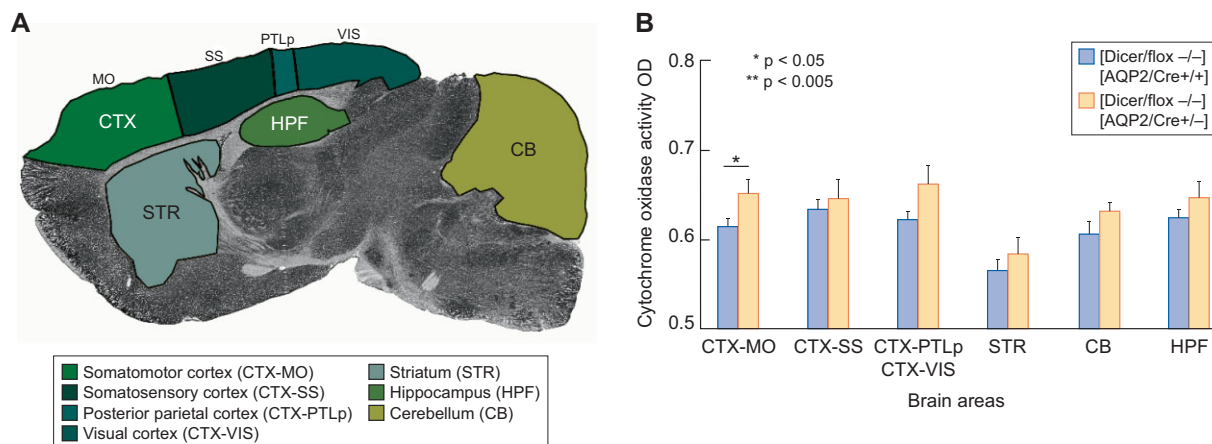 A
MO
SS
PTLp
VIS
CTX
HPF
STR
CB
Somatomotor cortex (CTX-MO)
Somatosensory cortex (CTX-SS)
Posterior parietal cortex (CTX-PTLp)
Visual cortex (CTX-VIS)
Striatum (STR)
Hippocampus (HPF)
Cerebellum (CB)
B
Cytochrome oxidase activity OD
0.8
0.7
0.6
0.5
* p < 0.05
** p < 0.005
[Dicer/flox –/–]
[AQP2/Cre+/+]
[Dicer/flox –/–]
[AQP2/Cre+/–]
*
CTX-MO
CTX-SS
CTX-PTLp
CTX-VIS
STR
CB
HPF
Brain areas